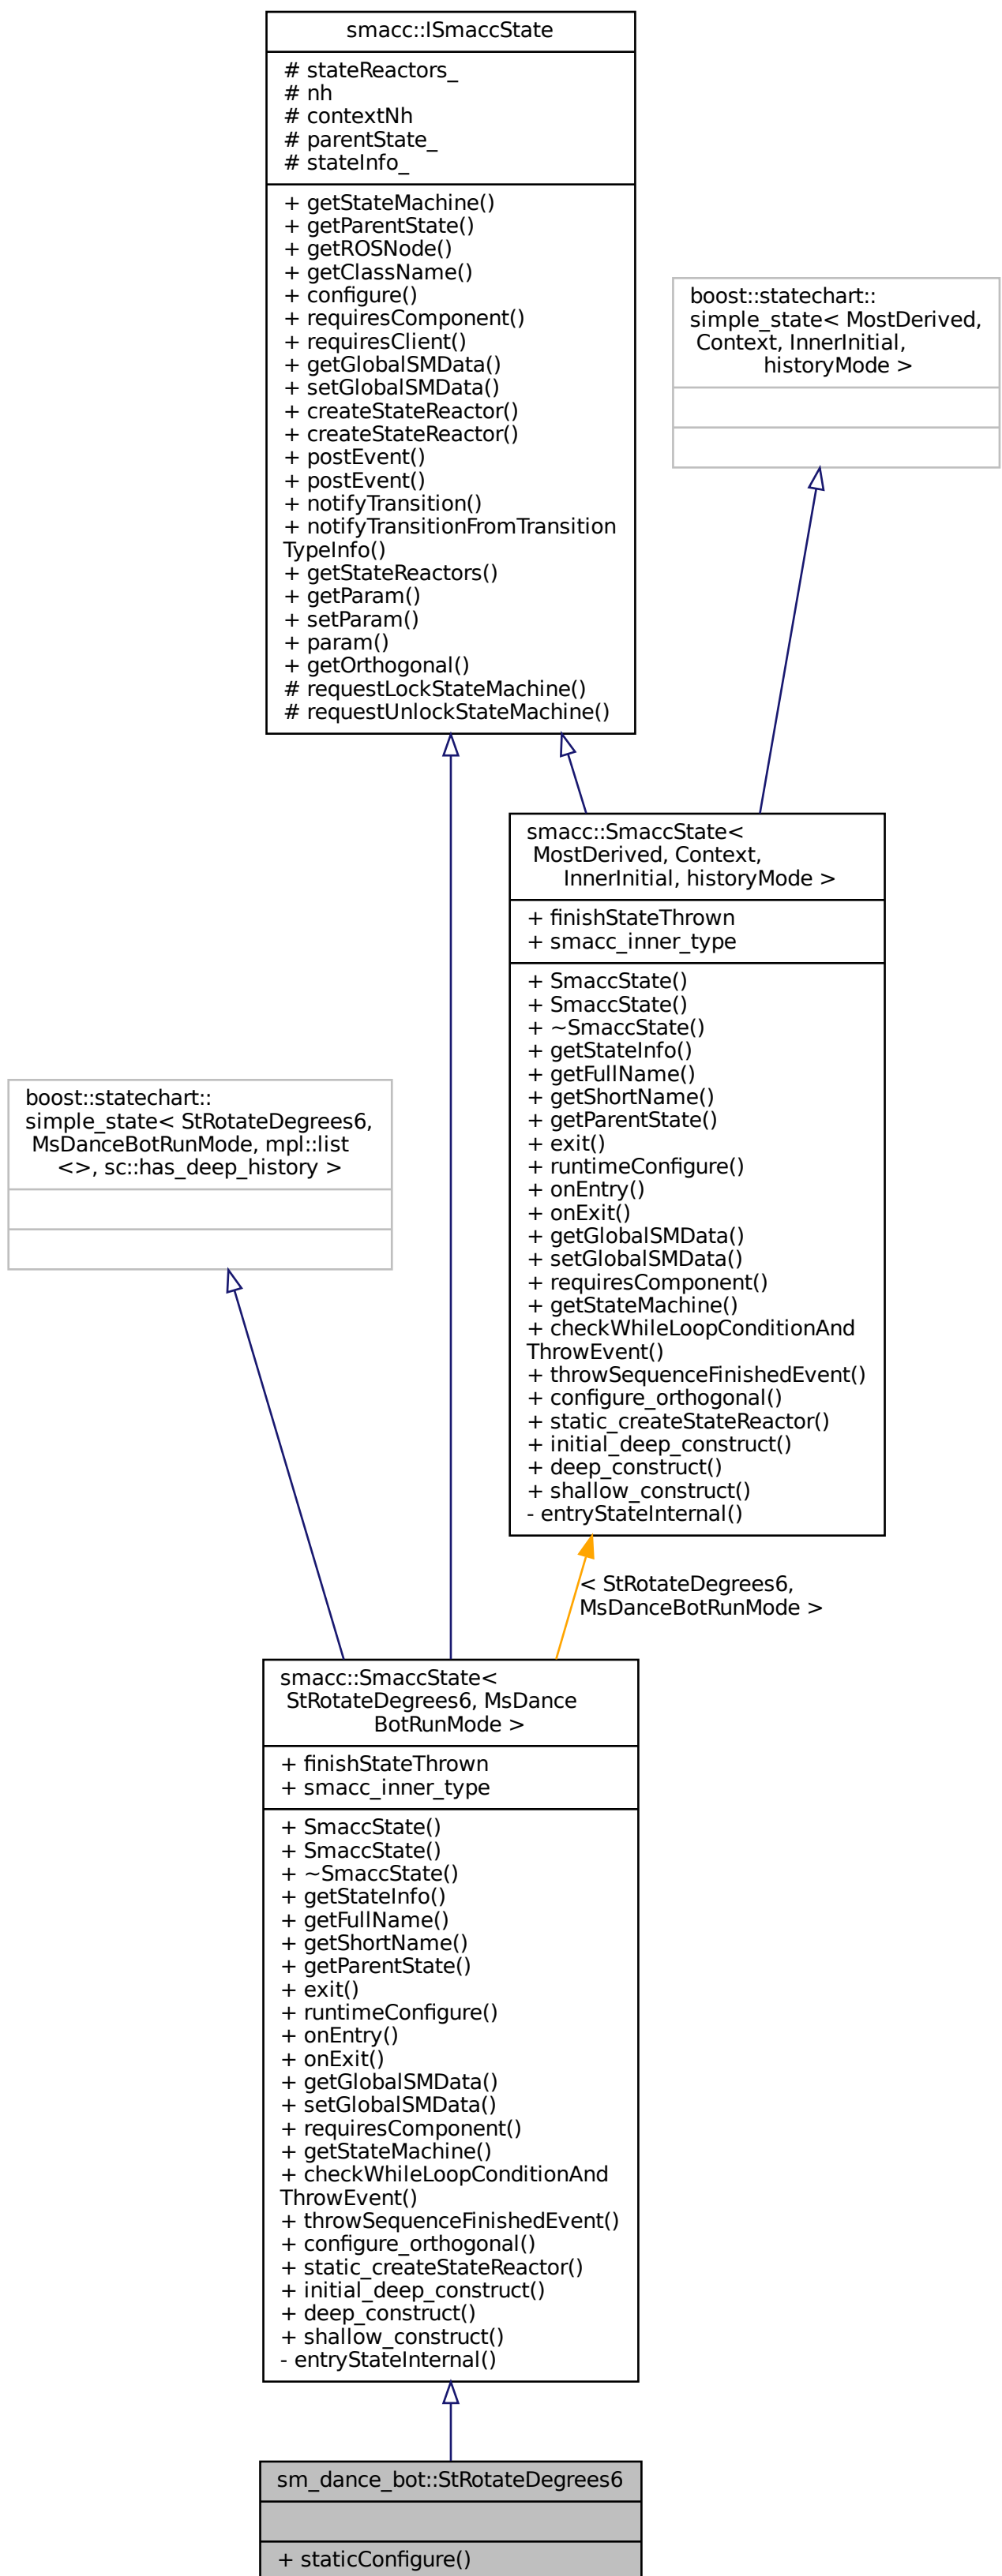 smacc::ISmaccState
# stateReactors_
# nh
# contextNh
# parentState_
# stateInfo_
+ getStateMachine()
+ getParentState()
+ getROSNode()
+ getClassName()
+ configure()
+ requiresComponent()
+ requiresClient()
+ getGlobalSMData()
+ setGlobalSMData()
+ createStateReactor()
+ createStateReactor()
+ postEvent()
+ postEvent()
+ notifyTransition()
+ notifyTransitionFromTransition
TypeInfo()
+ getStateReactors()
+ getParam()
+ setParam()
+ param()
+ getOrthogonal()
# requestLockStateMachine()
# requestUnlockStateMachine()
boost::statechart::
simple_state< MostDerived,
Context, InnerInitial,
historyMode >
smacc::SmaccState<
MostDerived, Context,
InnerInitial, historyMode >
+ finishStateThrown
+ smacc_inner_type
+ SmaccState()
+ SmaccState()
+ ~SmaccState()
+ getStateInfo()
+ getFullName()
+ getShortName()
+ getParentState()
+ exit()
+ runtimeConfigure()
+ onEntry()
+ onExit()
+ getGlobalSMData()
+ setGlobalSMData()
+ requiresComponent()
+ getStateMachine()
+ checkWhileLoopConditionAnd
ThrowEvent()
+ throwSequenceFinishedEvent()
+ configure_orthogonal()
+ static_createStateReactor()
+ initial_deep_construct()
+ deep_construct()
+ shallow_construct()
- entryStateInternal()
boost::statechart::
simple_state< StRotateDegrees6,
MsDanceBotRunMode, mpl::list
<>, sc::has_deep_history >
< StRotateDegrees6,
MsDanceBotRunMode >
smacc::SmaccState<
StRotateDegrees6, MsDance
BotRunMode >
+ finishStateThrown
+ smacc_inner_type
+ SmaccState()
+ SmaccState()
+ ~SmaccState()
+ getStateInfo()
+ getFullName()
+ getShortName()
+ getParentState()
+ exit()
+ runtimeConfigure()
+ onEntry()
+ onExit()
+ getGlobalSMData()
+ setGlobalSMData()
+ requiresComponent()
+ getStateMachine()
+ checkWhileLoopConditionAnd
ThrowEvent()
+ throwSequenceFinishedEvent()
+ configure_orthogonal()
+ static_createStateReactor()
+ initial_deep_construct()
+ deep_construct()
+ shallow_construct()
- entryStateInternal()
sm_dance_bot::StRotateDegrees6
+ staticConfigure()